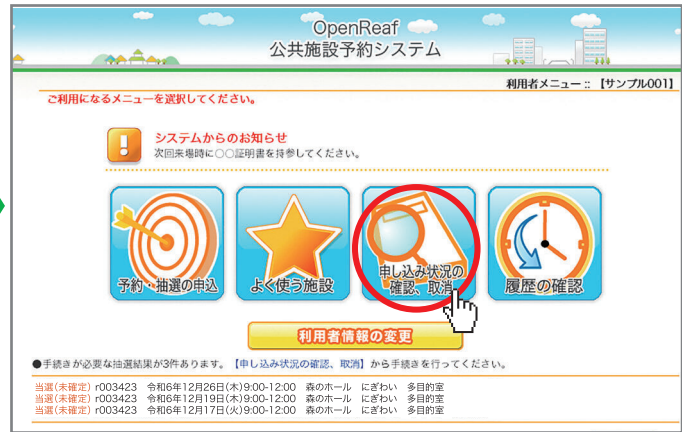 OpenReaf
公共施設予約システム
利用者メニュー :: 【サンプル001】
ご利用になるメニューを選択してください。
システムからのお知らせ
次回来場時に〇〇証明書を持参してください。
予約・抽選の申込
よく使う施設
申し込み状況の
確認、取消
履歴の確認
利用者情報の変更
●手続きが必要な抽選結果が3件あります。【申し込み状況の確認、取消】から手続きを行ってください。
当選(未確定) r003423 令和6年12月26日(木)9:00-12:00 森のホール にぎわい 多目的室
当選(未確定) r003423 令和6年12月19日(木)9:00-12:00 森のホール にぎわい 多目的室
当選(未確定) r003423 令和6年12月17日(火)9:00-12:00 森のホール にぎわい 多目的室